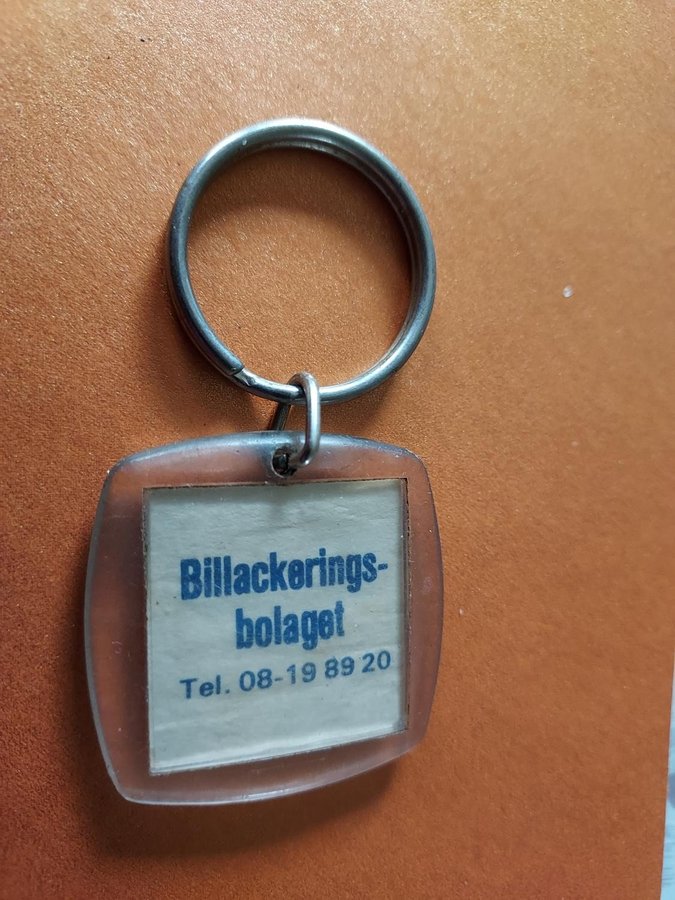 Billackerings-
bolaget
Tel. 08-19 89 20